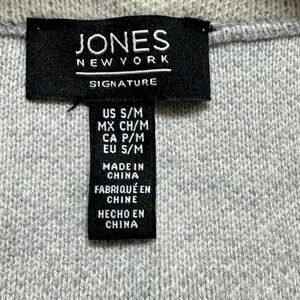 JONES
NEW YORK
SIGNATURE
US S/M
MX CH/M
CA P/M
EU S/M
MADE IN
CHINA
FABRIQUÉ EN
CHINE
HECHO EN
CHINA